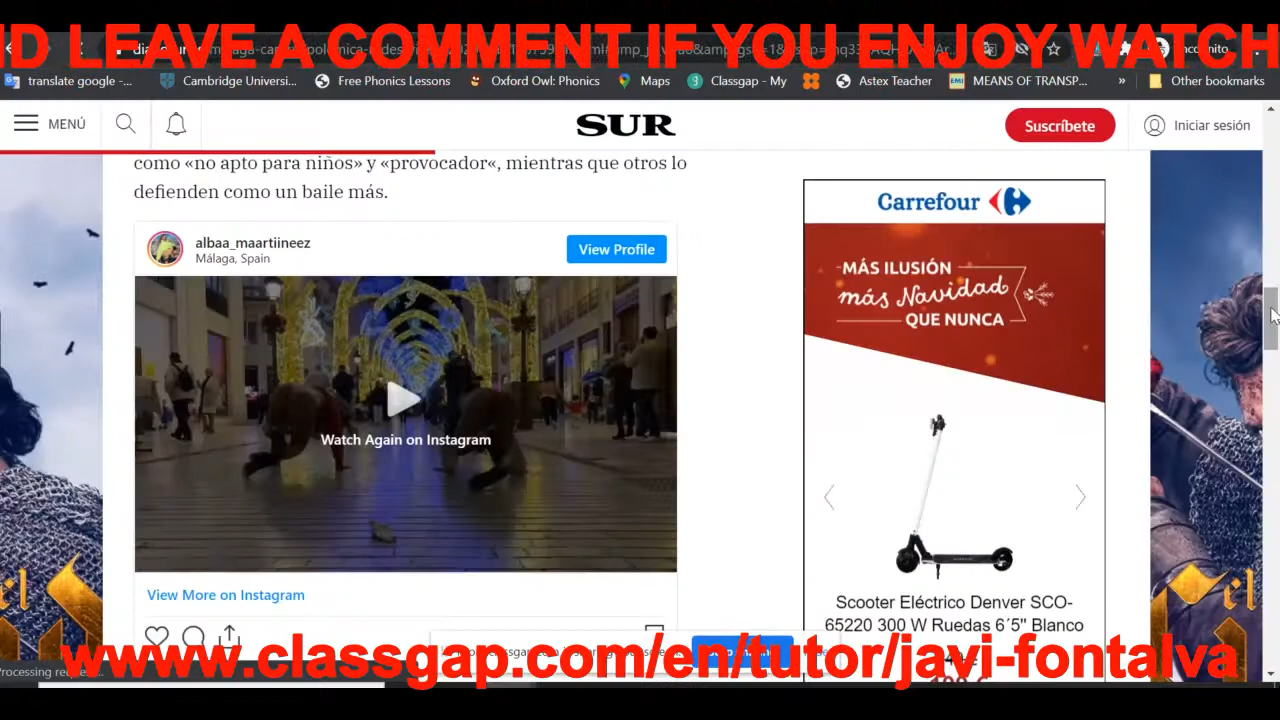 ND LEAVE A COMMENT IF YOU ENJOY WATCH
Incognito
translate google -...
Cambridge Universi...
Free Phonics Lessons
Oxford Owl: Phonics
Maps
Classgap - My
Astex Teacher
EMI
MEANS OF TRANSP...
»
Other bookmarks
MENÚ
SUR
Suscríbete
Iniciar sesión
como «no apto para niños» y «provocador«, mientras que otros lo
defienden como un baile más.
albaa_maartiineez
Málaga, Spain
View Profile
Watch Again on Instagram
View More on Instagram
Carrefour
MÁS ILUSIÓN
más Navidad
QUE NUNCA
Scooter Eléctrico Denver SCO-
65220 300 W Ruedas 6´5" Blanco
www.classgap.com/en/tutor/javi-fontalva